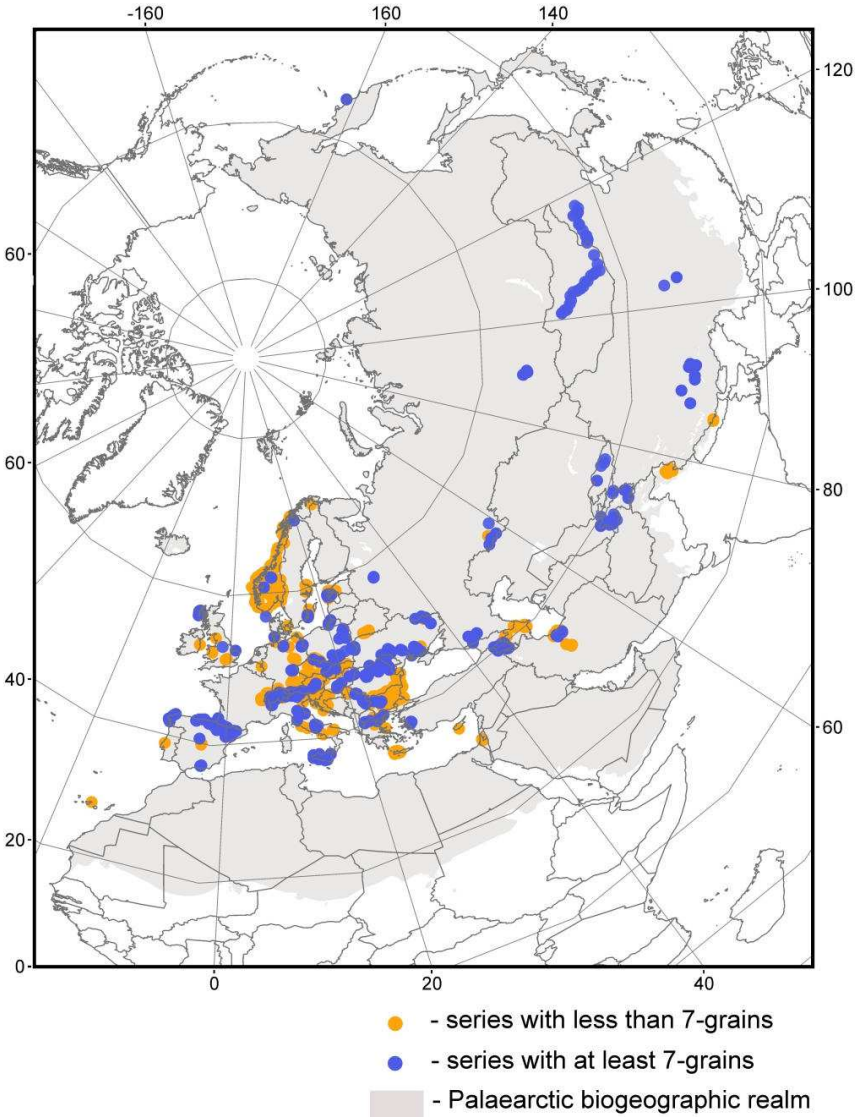 -160 160 140
120
60
100
60
80
40
60
20
0
0 20 40
- series with less than 7-grains
- series with at least 7-grains
- Palaearctic biogeographic realm